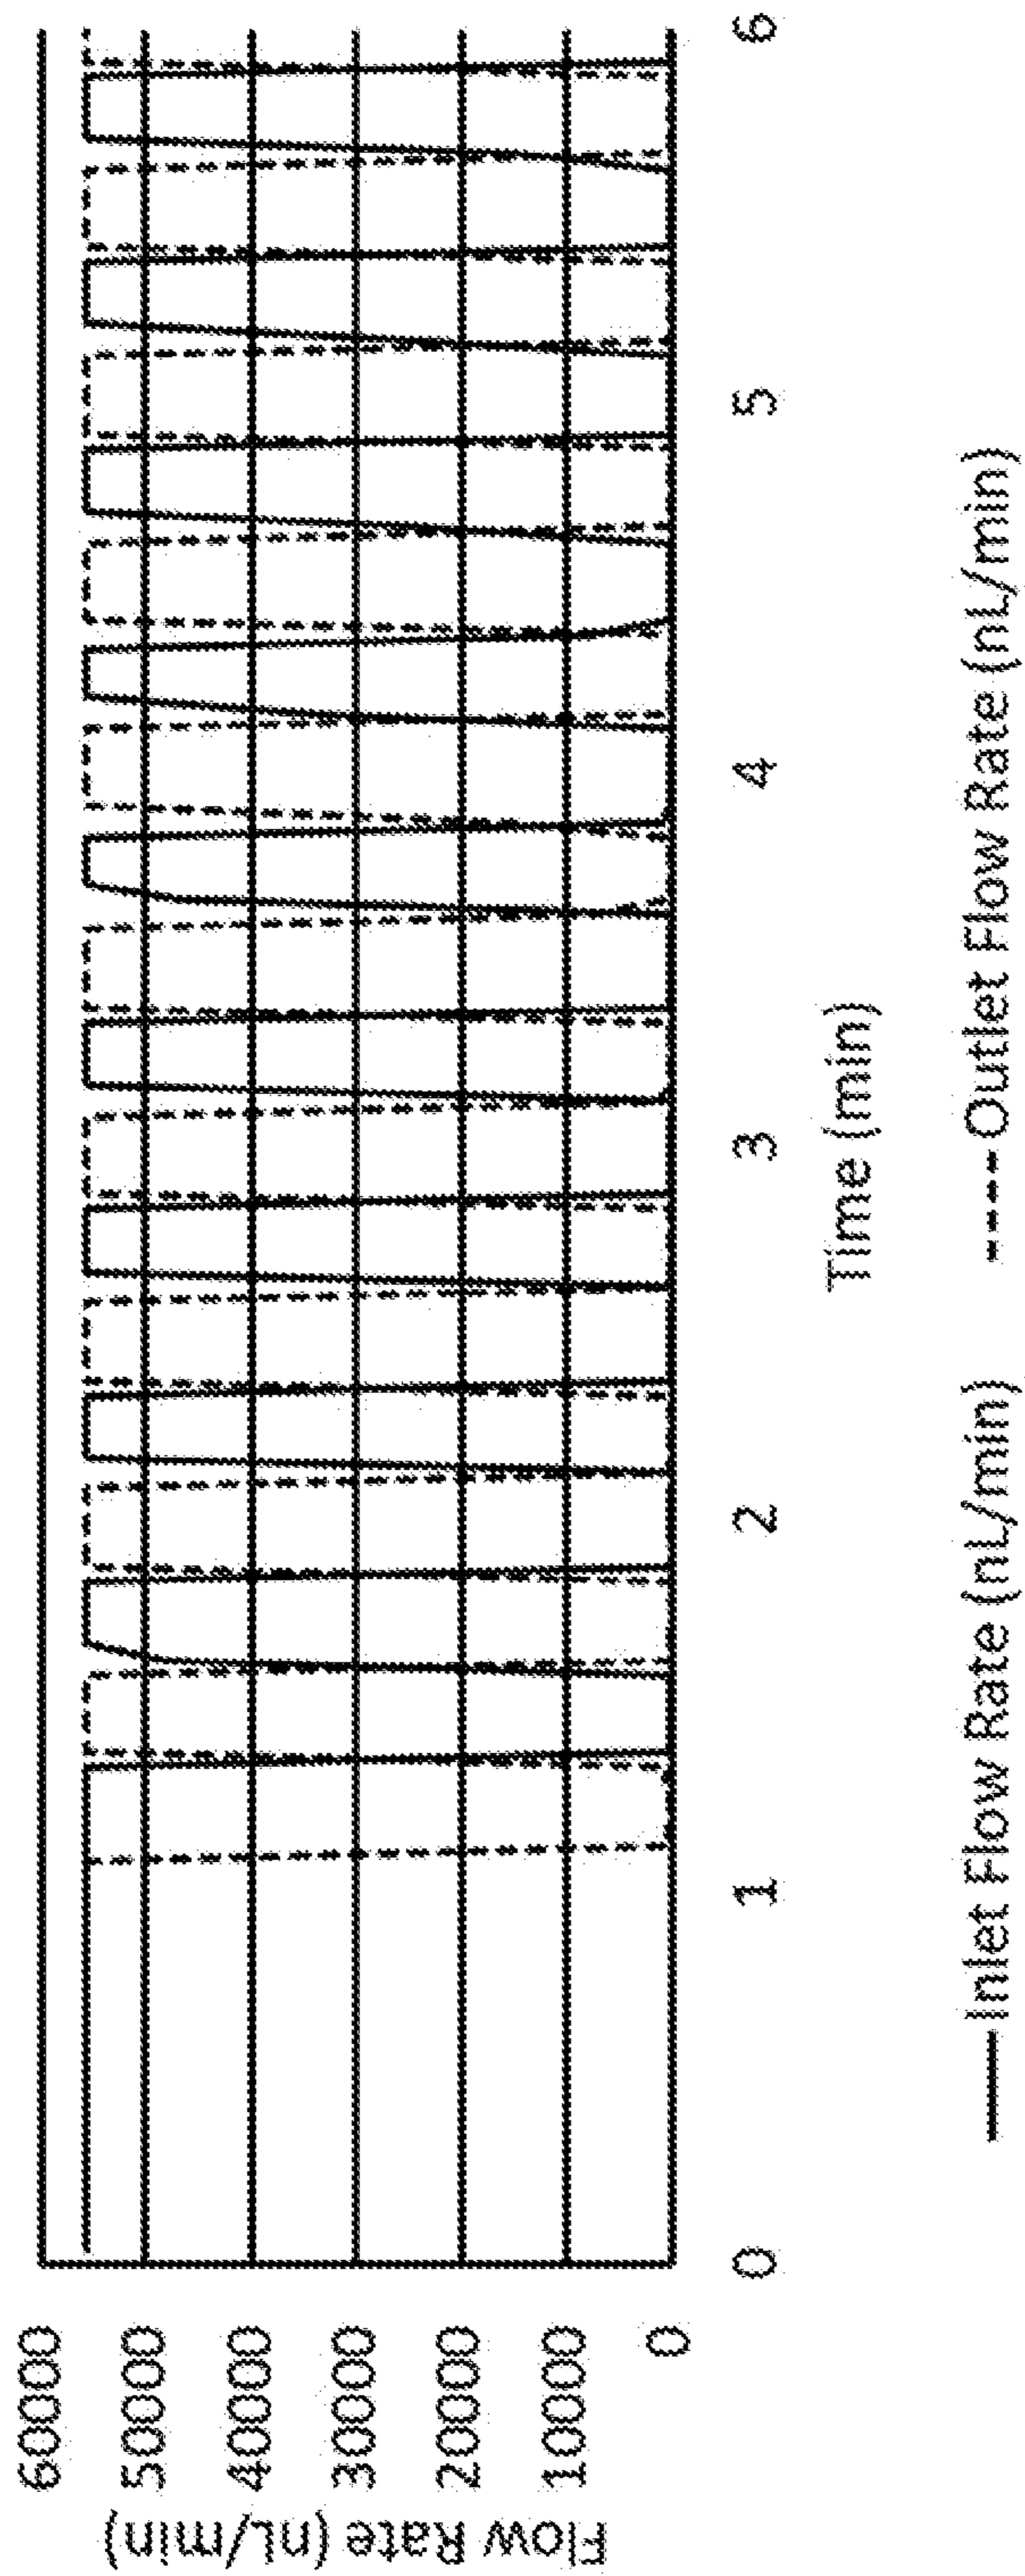 Flow Rate (nL/min)
60000
50000
40000
30000
20000
10000
0
0 1 2 3 4 5 6
Time (min)
Inlet Flow Rate (nL/min) Outlet Flow Rate (nL/min)